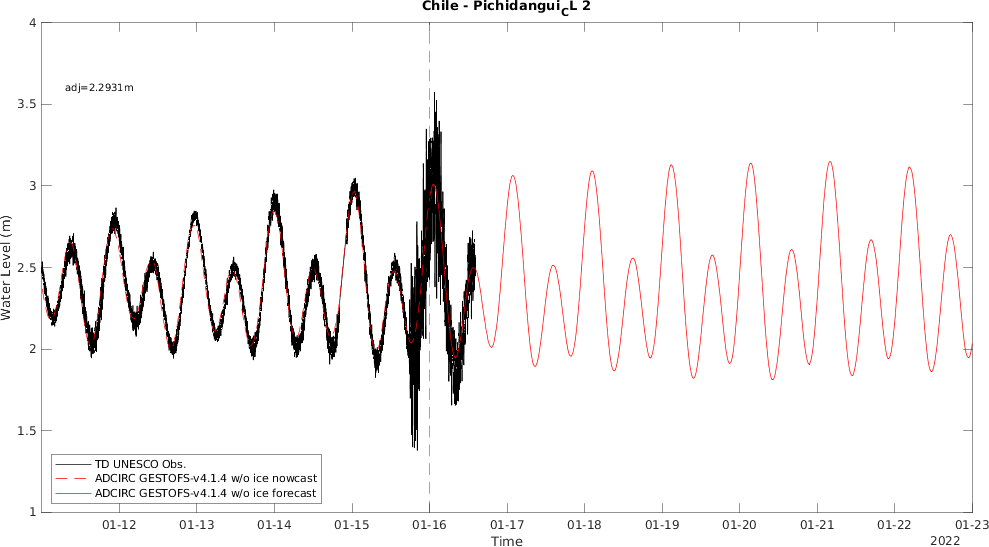 Chile - PichidanguiCL 2
4
3.5
3
2.5
2
1.5
1
Water Level (m)
adj=2.2931m
TD UNESCO Obs.
ADCIRC GESTOFS-v4.1.4 w/o ice nowcast
ADCIRC GESTOFS-v4.1.4 w/o ice forecast
01-12 01-13 01-14 01-15 01-16 01-17 01-18 01-19 01-20 01-21 01-22 01-23
Time
2022